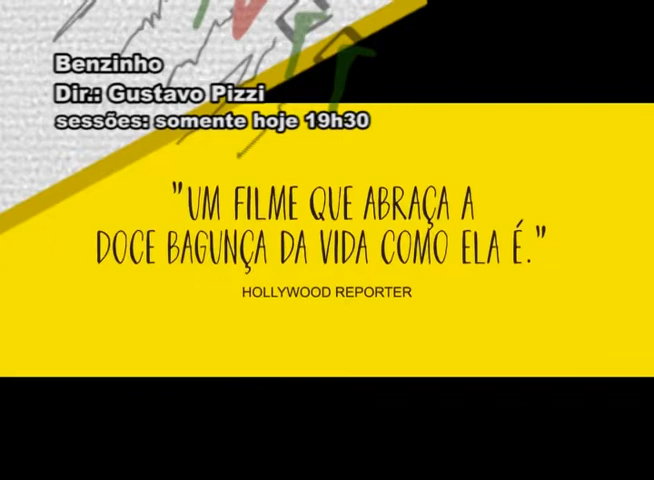 Benzinho
Dir.: Gustavo Pizzi
sessões: somente hoje 19h30
"UM FILME QUE ABRAÇA A
DOCE BAGUNÇA DA VIDA COMO ELA É."
HOLLYWOOD REPORTER